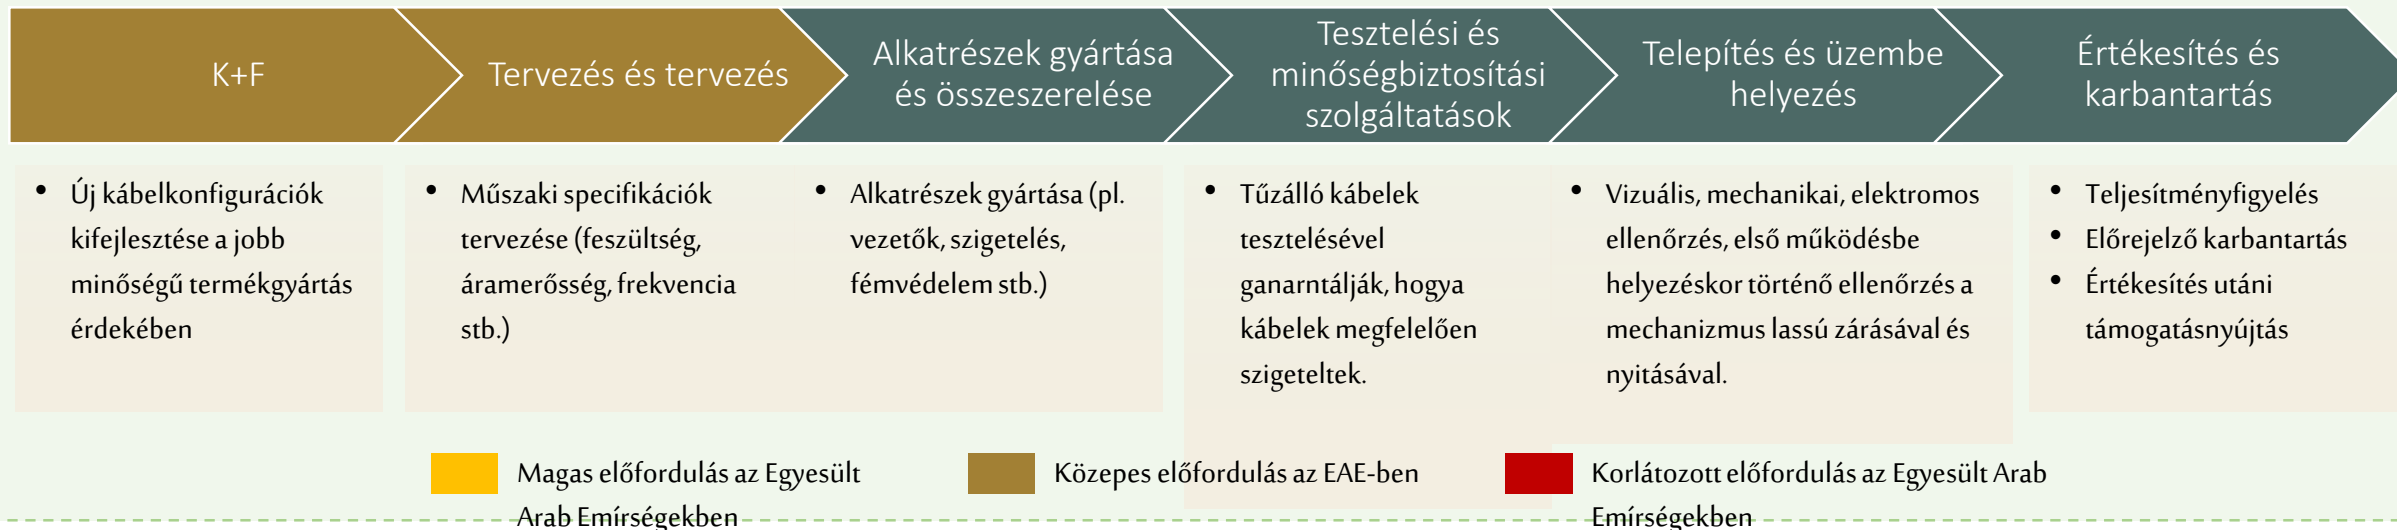 K+F
Tervezés és tervezés
Alkatrészek gyártása
és összeszerelése
Tesztelési és
minőségbiztosítási
szolgáltatások
Telepítés és üzembe
helyezés
Értékesítés és
karbantartás
• Új kábelkonfigurációk
kifejlesztése a jobb
minőségű termékgyártás
érdekében
• Műszaki specifikációk
tervezése (feszültség,
áramerősség, frekvencia
stb.)
• Alkatrészek gyártása (pl.
vezetők, szigetelés,
fémvédelem stb.)
• Tűzálló kábelek
tesztelésével
ganarntálják, hogya
kábelek megfelelően
szigeteltek.
• Vizuális, mechanikai, elektromos
ellenőrzés, első működésbe
helyezéskor történő ellenőrzés a
mechanizmus lassú zárásával és
nyitásával.
• Teljesítményfigyelés
• Előrejelző karbantartás
• Értékesítés utáni
támogatásnyújtás
Magas előfordulás az Egyesült
Arab Emírségekben
Közepes előfordulás az EAE-ben
Korlátozott előfordulás az Egyesült Arab
Emírségekben